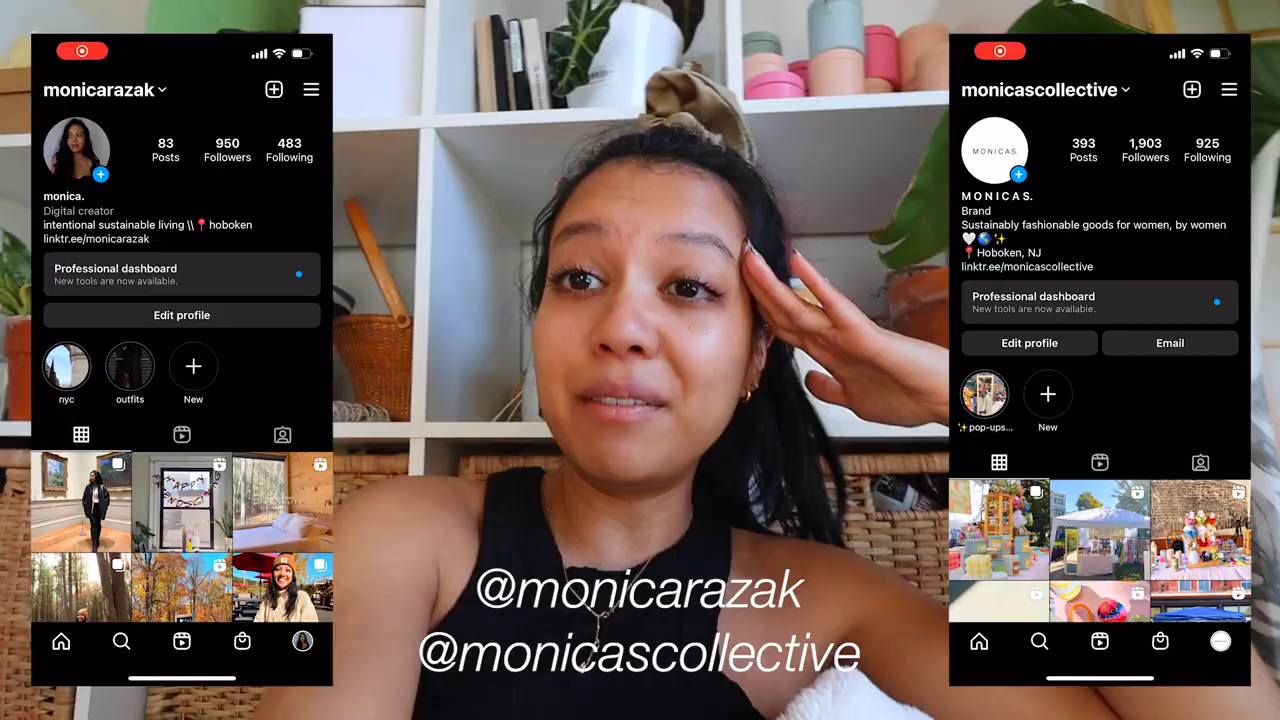 monicarazak
83
Posts
950
Followers
483
Following
monica.
Digital creator
intentional sustainable living \\📍hoboken
linktr.ee/monicarazak
Professional dashboard
New tools are now available.
Edit profile
nyc
outfits
New
monicascollective
MONICAS.
393
Posts
1,903
Followers
925
Following
M O N I C A S.
Brand
Sustainably fashionable goods for women, by women
🤍🌎✨
📍Hoboken, NJ
linktr.ee/monicascollective
Professional dashboard
New tools are now available.
Edit profile
Email
✨pop-ups...
New
@monicarazak
@monicascollective